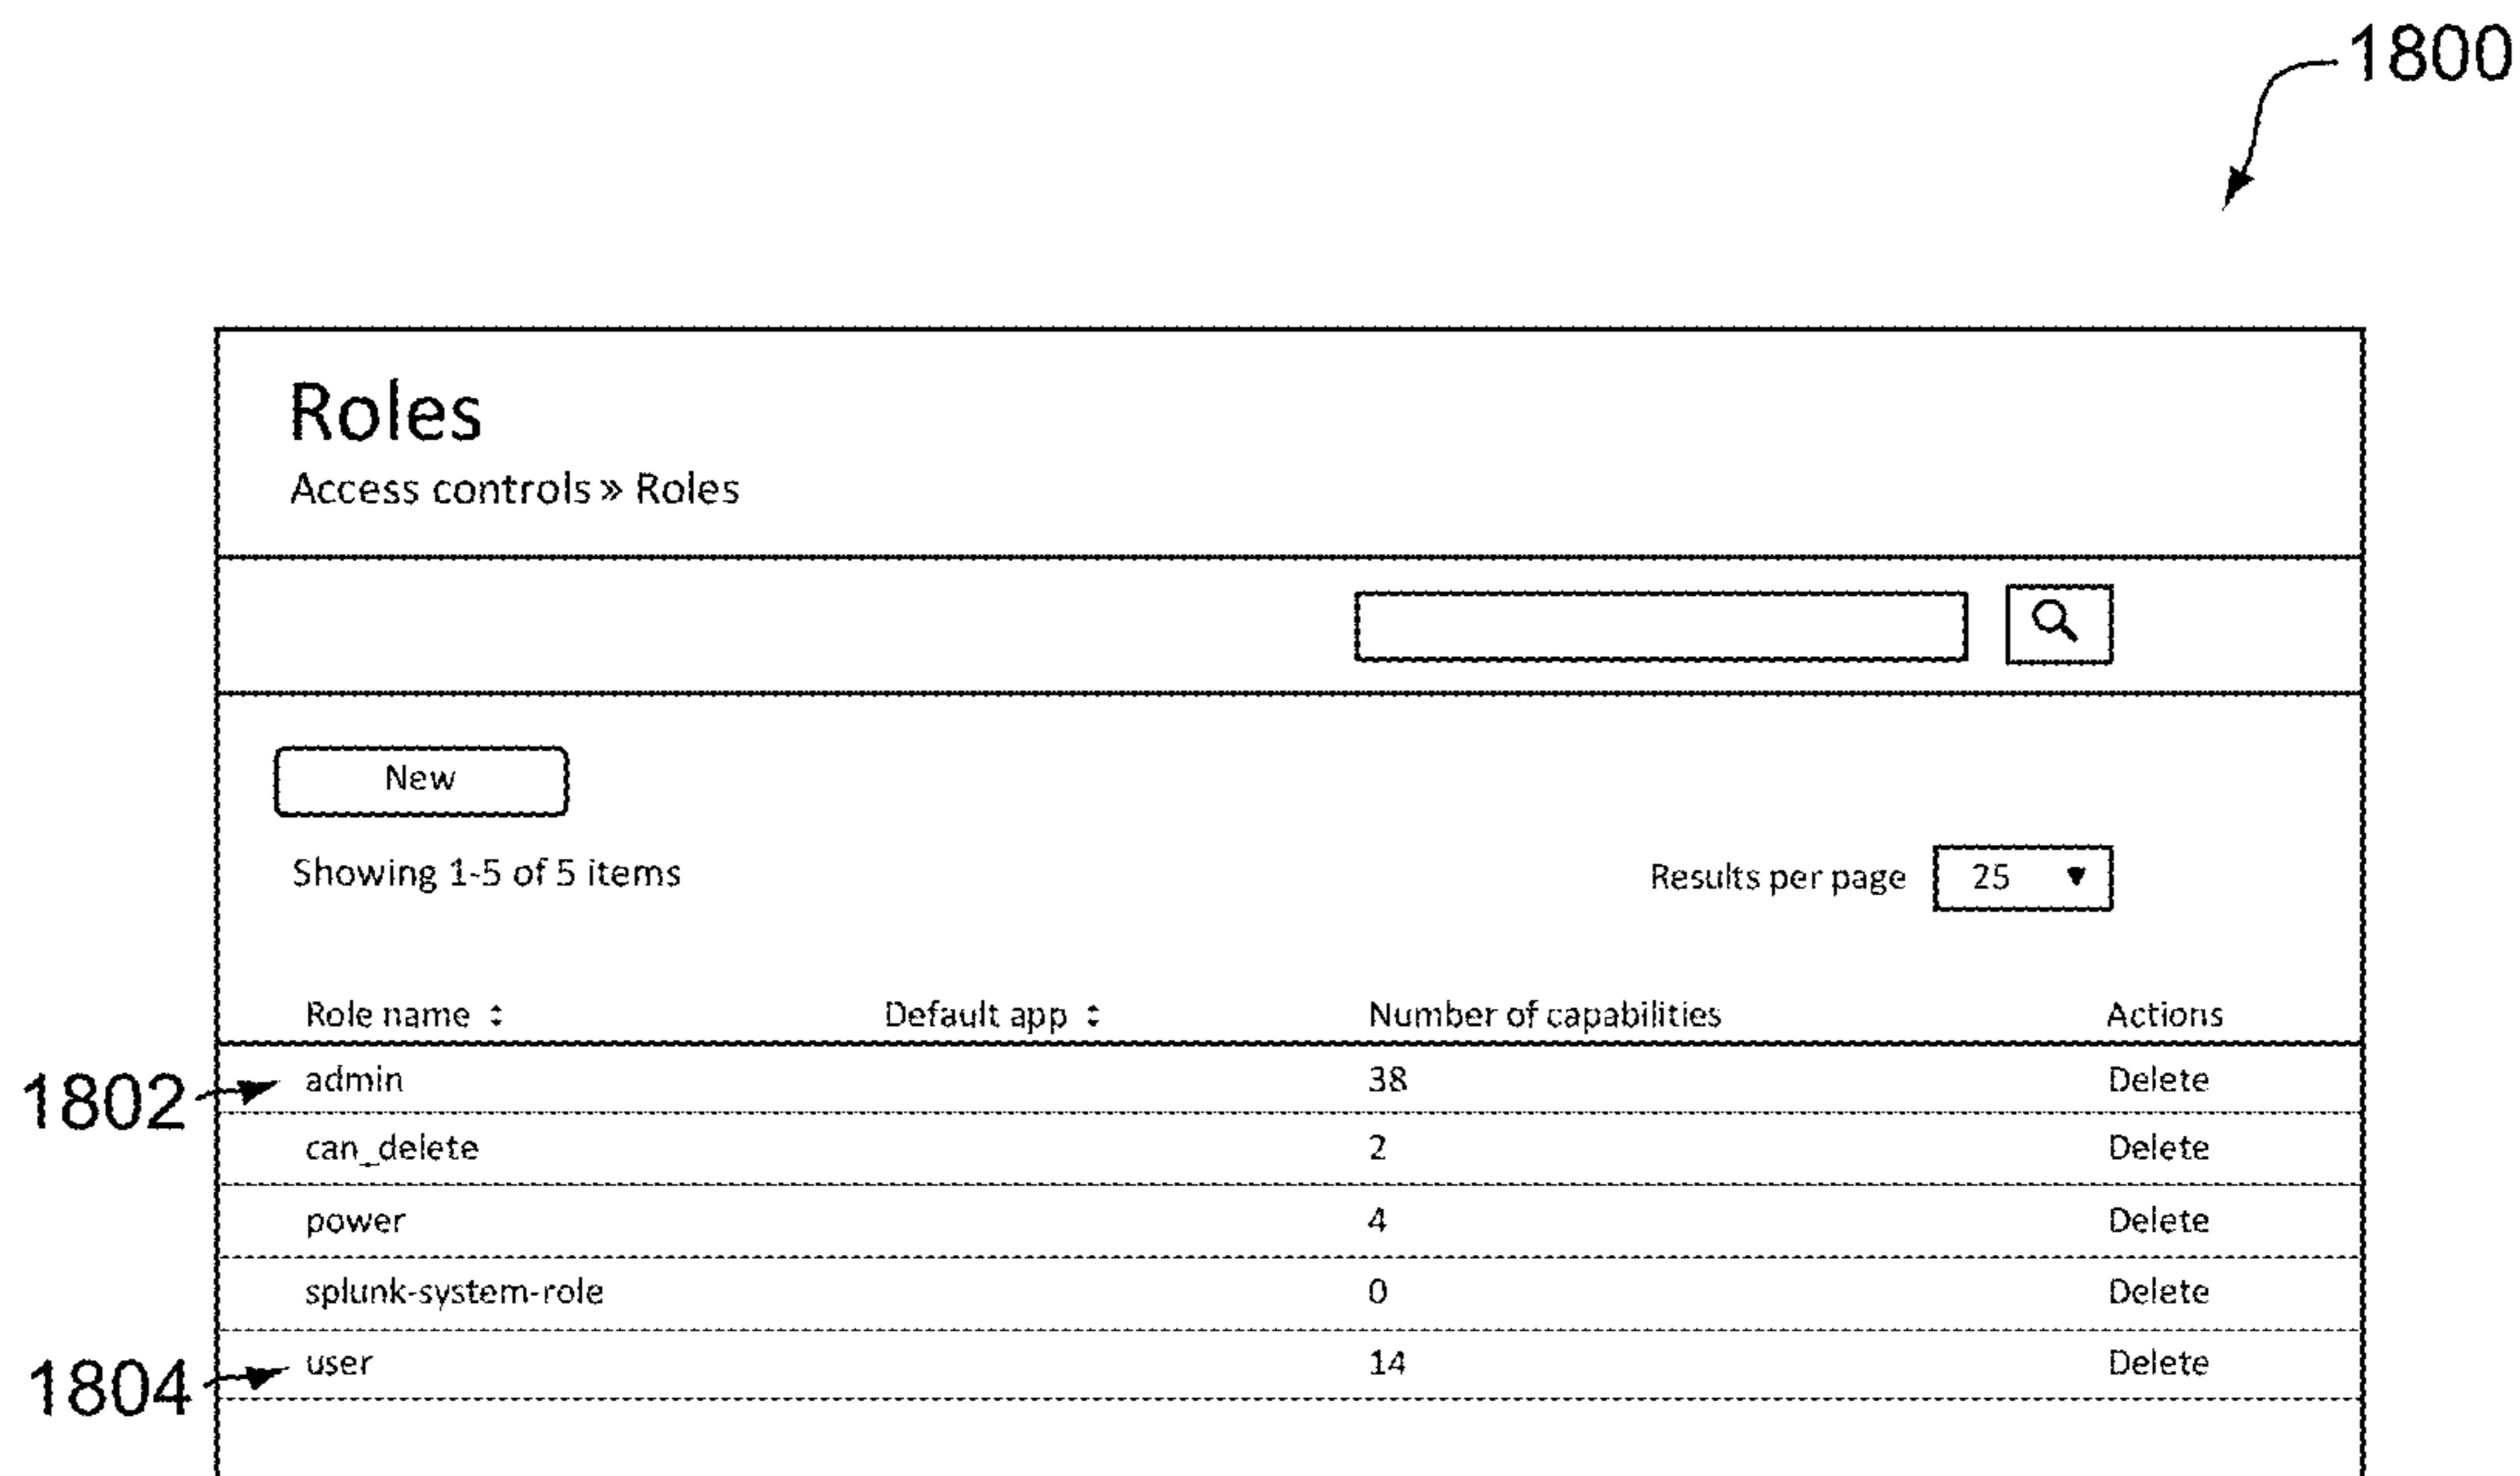 1800
Roles
Access controls » Roles
New
Showing 1-5 of 5 items
Results per page 25
Role name Default app Number of capabilities Actions
1802 admin 38 Delete
can_delete 2 Delete
power 4 Delete
splunk-system-role 0 Delete
1804 user 14 Delete